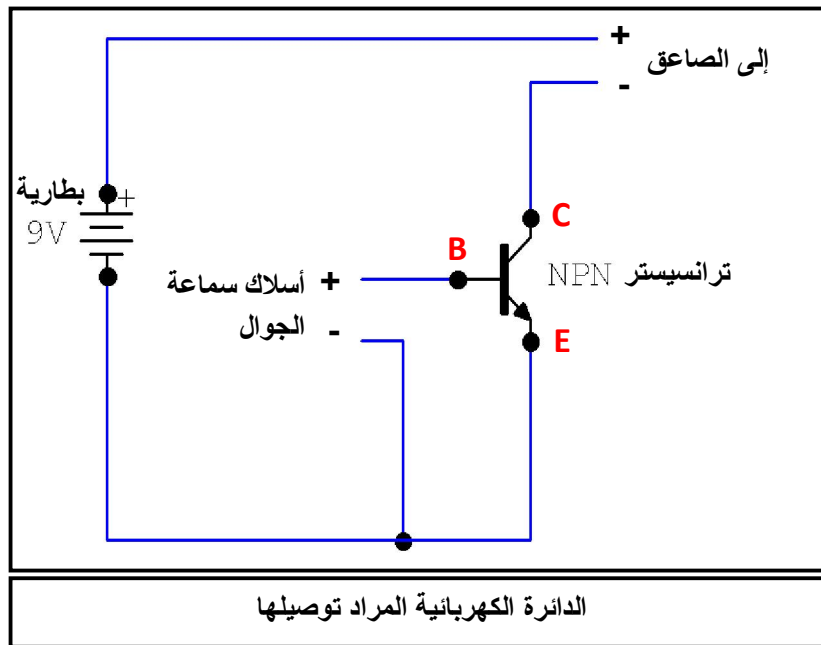 +
إلى الصاعق
-
بطارية
+
9V
C
B
ترانسيستر NPN
+ أسلاك سماعة
- الجوال
E
الدائرة الكهربائية المراد توصيلها